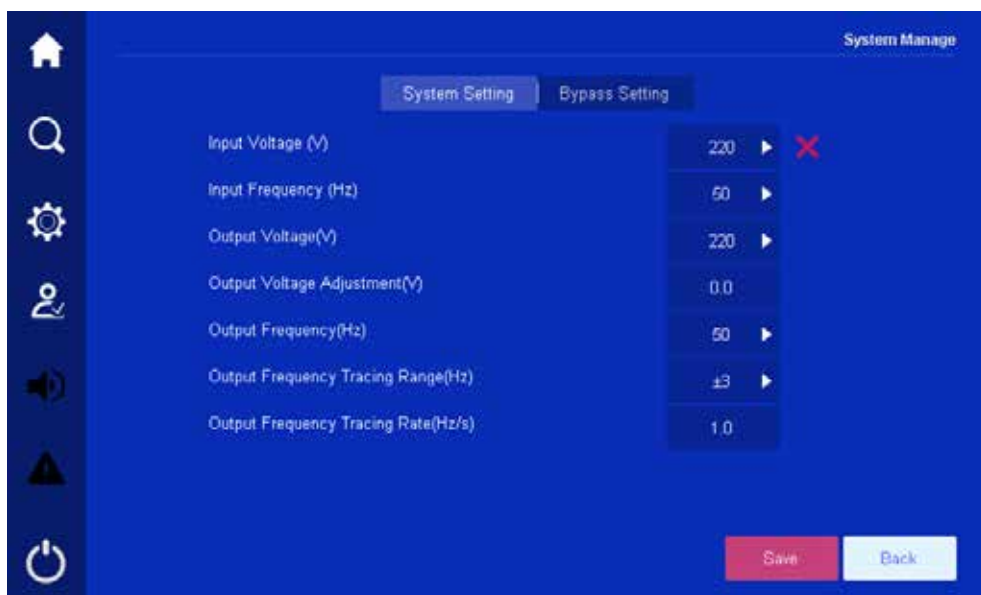 System Manage
System Setting Bypass Setting
Input Voltage (V) 220
Input Frequency (Hz) 50
Output Voltage(V) 220
Output Voltage Adjustment(V) 0.0
Output Frequency(Hz) 50
Output Frequency Tracing Range(Hz) ±3
Output Frequency Tracing Rate(Hz/s) 1.0
Save Back